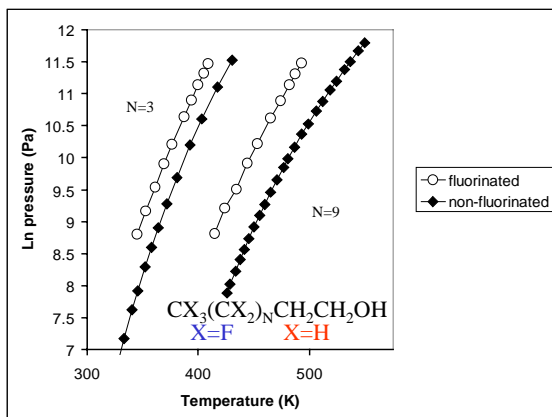 12
11.5
11
10.5
10
9.5
9
8.5
8
7.5
7
Ln pressure (Pa)
N=3
N=9
CX3(CX2)NCH2CH2OH
X=F X=H
300 400 500
Temperature (K)
fluorinated
non-fluorinated